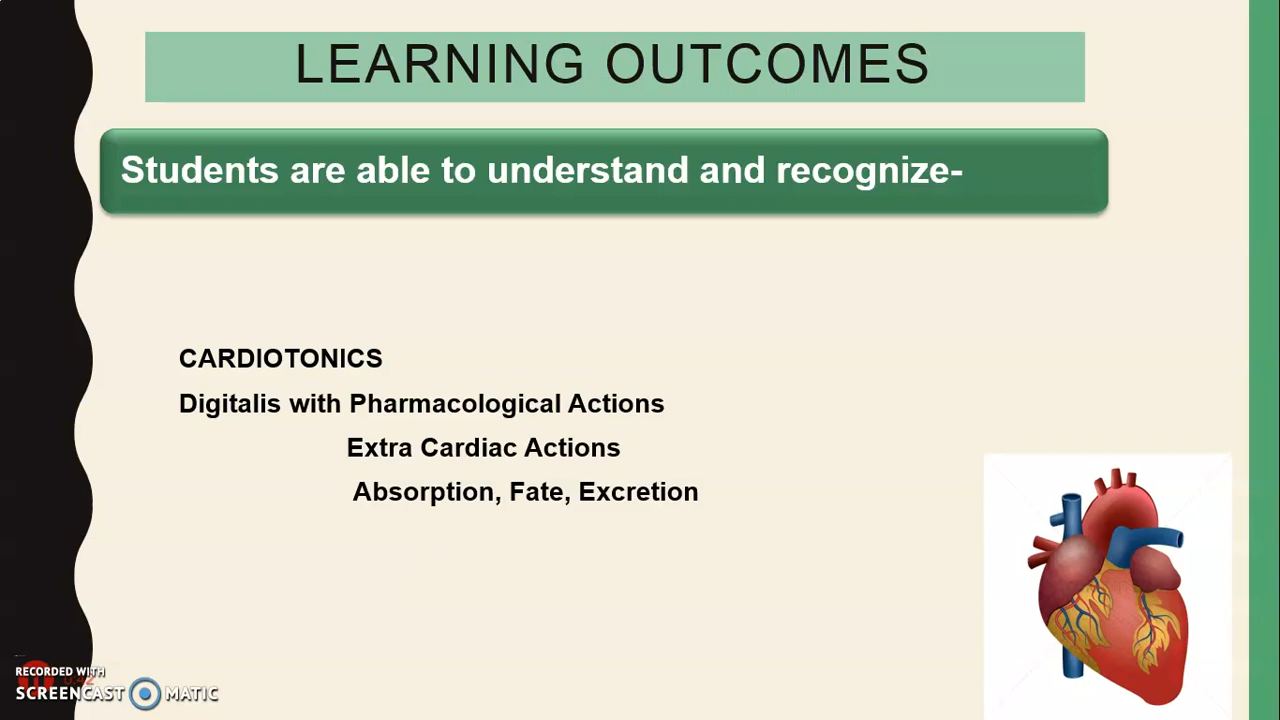 LEARNING OUTCOMES
Students are able to understand and recognize-
CARDIOTONICS
Digitalis with Pharmacological Actions
Extra Cardiac Actions
Absorption, Fate, Excretion
RECORDED WITH
SCREENCAST MATIC